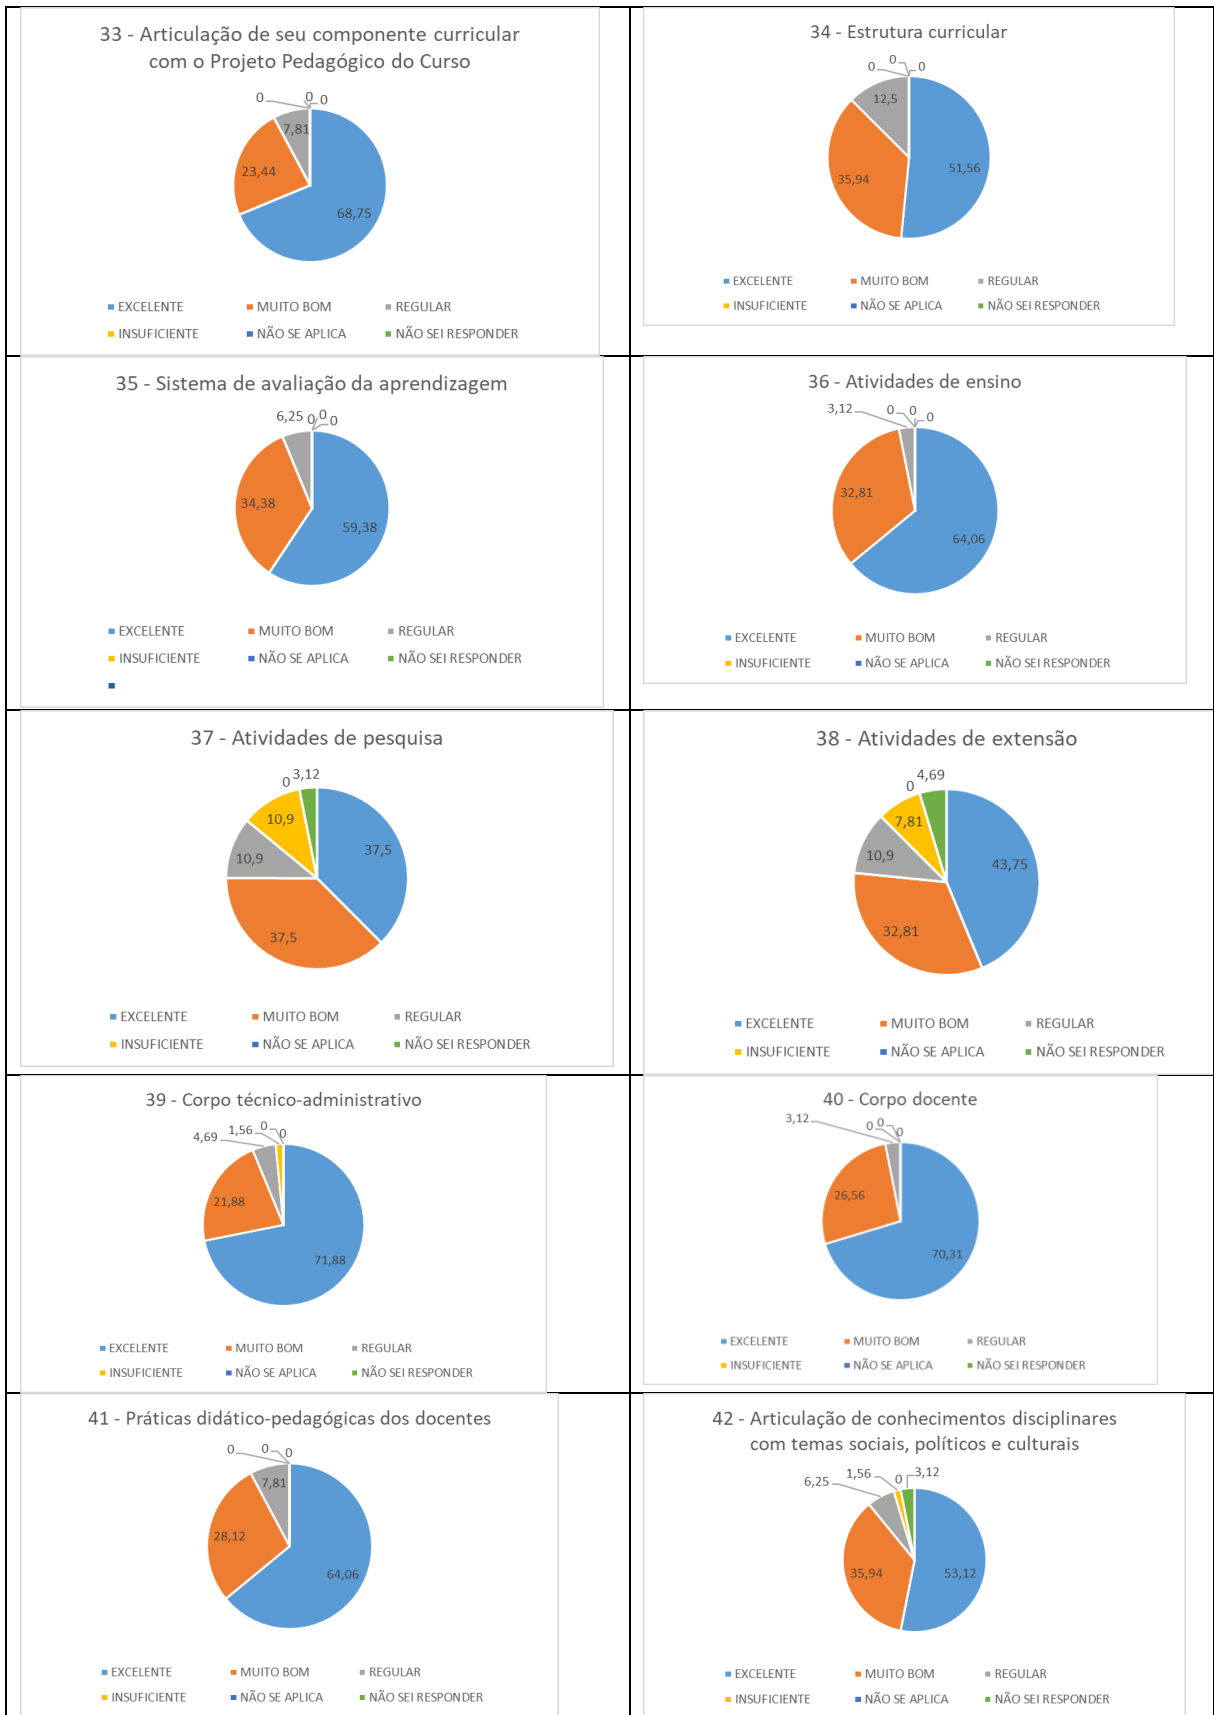 33 - Articulação de seu componente curricular
com o Projeto Pedagógico do Curso
0 0 0
7,81
23,44
68,75
EXCELENTE MUITO BOM REGULAR
INSUFICIENTE NÃO SE APLICA NÃO SEI RESPONDER
34 - Estrutura curricular
0
0 0
12,5
35,94
51,56
EXCELENTE MUITO BOM REGULAR
INSUFICIENTE NÃO SE APLICA NÃO SEI RESPONDER
35 - Sistema de avaliação da aprendizagem
6,25 0 0 0
34,38
59,38
EXCELENTE MUITO BOM REGULAR
INSUFICIENTE NÃO SE APLICA NÃO SEI RESPONDER
36 - Atividades de ensino
3,12 0 0 0
32,81
64,06
EXCELENTE MUITO BOM REGULAR
INSUFICIENTE NÃO SE APLICA NÃO SEI RESPONDER
37 - Atividades de pesquisa
0 3,12
10,9
10,9
37,5
37,5
EXCELENTE MUITO BOM REGULAR
INSUFICIENTE NÃO SE APLICA NÃO SEI RESPONDER
38 - Atividades de extensão
4,69
0
7,81
10,9
43,75
32,81
EXCELENTE MUITO BOM REGULAR
INSUFICIENTE NÃO SE APLICA NÃO SEI RESPONDER
39 - Corpo técnico-administrativo
4,69 1,56 0 0
21,88
71,88
EXCELENTE MUITO BOM REGULAR
INSUFICIENTE NÃO SE APLICA NÃO SEI RESPONDER
40 - Corpo docente
3,12 0 0 0
26,56
70,31
EXCELENTE MUITO BOM REGULAR
INSUFICIENTE NÃO SE APLICA NÃO SEI RESPONDER
41 - Práticas didático-pedagógicas dos docentes
0 0 0
7,81
28,12
64,06
EXCELENTE MUITO BOM REGULAR
INSUFICIENTE NÃO SE APLICA NÃO SEI RESPONDER
42 - Articulação de conhecimentos disciplinares
com temas sociais, políticos e culturais
6,25 1,56 0 3,12
35,94
53,12
EXCELENTE MUITO BOM REGULAR
INSUFICIENTE NÃO SE APLICA NÃO SEI RESPONDER